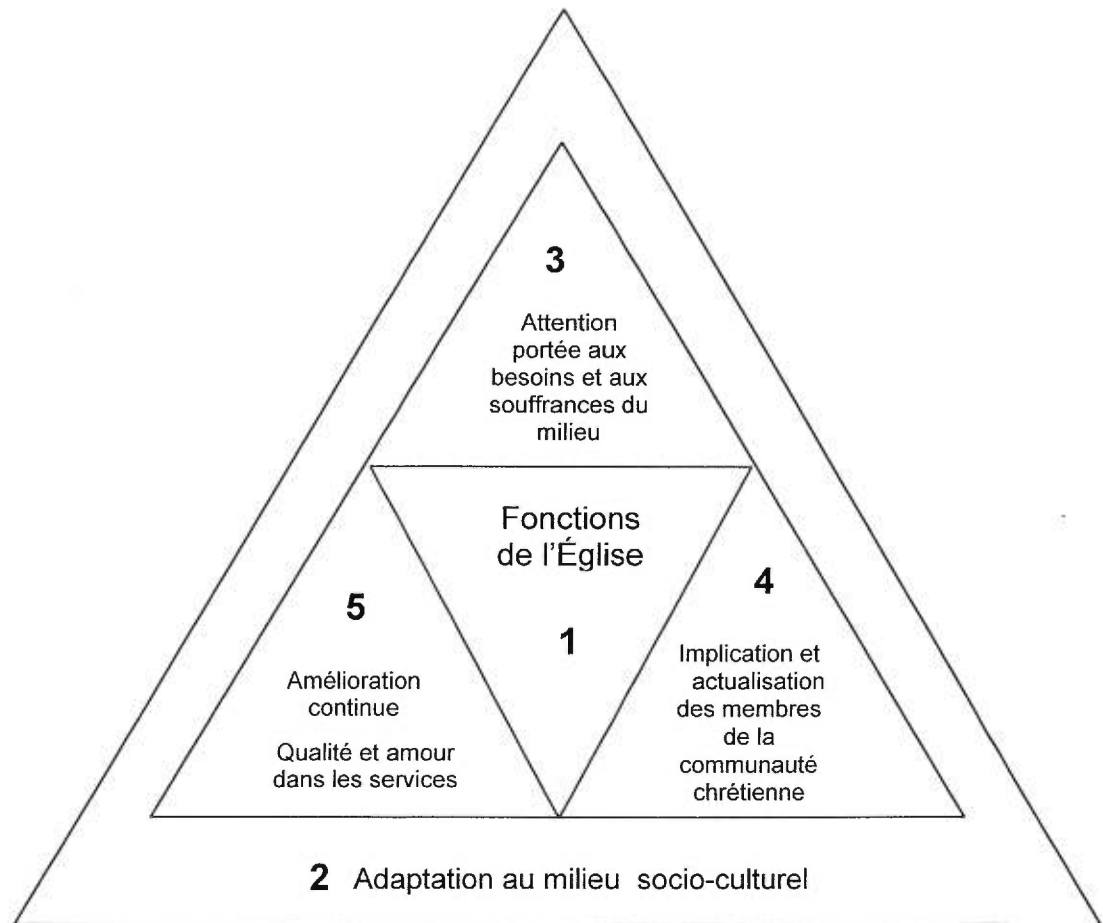 3
Attention
portée aux
besoins et aux
souffrances du
milieu
Fonctions
de l'Église
1
5
Amélioration
continue
Qualité et amour
dans les services
4
Implication et
actualisation
des membres
de la
communauté
chrétienne
2 Adaptation au milieu socio-culturel